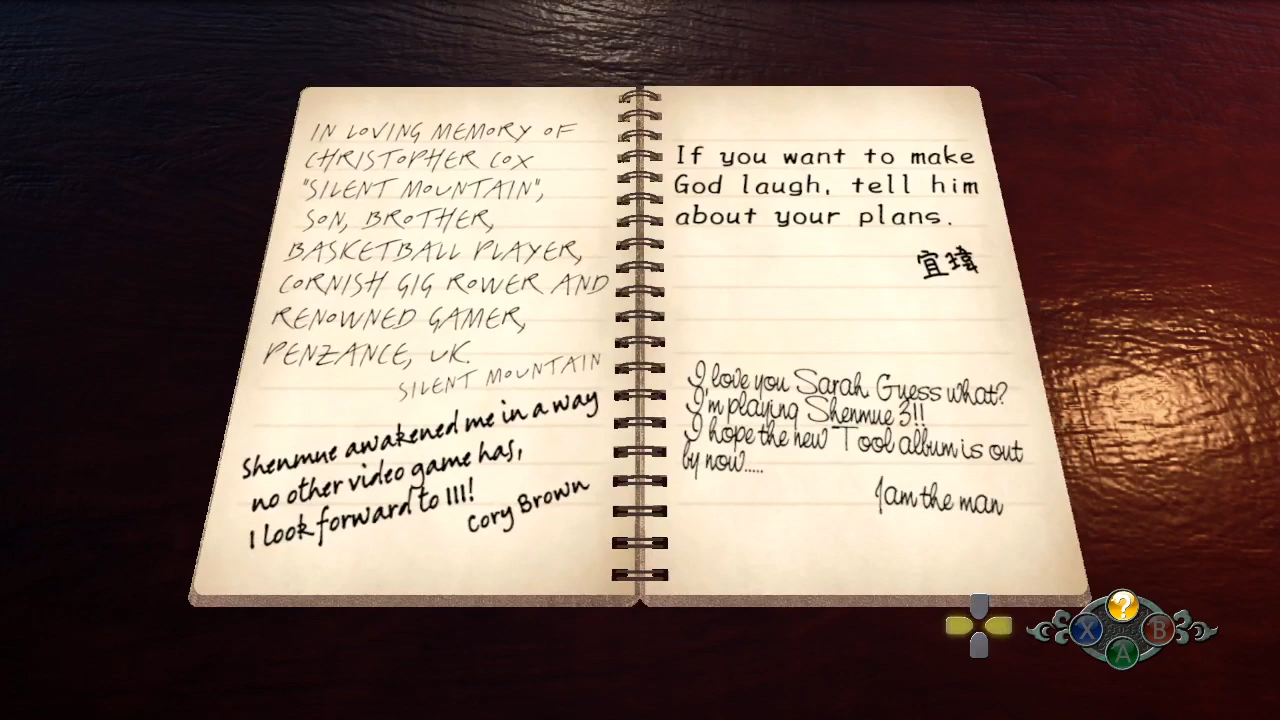 IN LOVING MEMORY OF
CHRISTOPHER COX
"SILENT MOUNTAIN",
SON, BROTHER,
BASKETBALL PLAYER,
CORNISH GIG ROWER AND
RENOWNED GAMER,
PENZANCE, UK.
SILENT MOUNTAIN
Shenmue awakened me in a way
no other video game has,
I look forward to III!
Cory Brown
If you want to make
God laugh, tell him
about your plans.
宜瑋
I love you Sarah. Guess what?
I'm playing Shenmue 3!!
I hope the new Tool album is out
by now.....
Iam the man
?
X
B
A